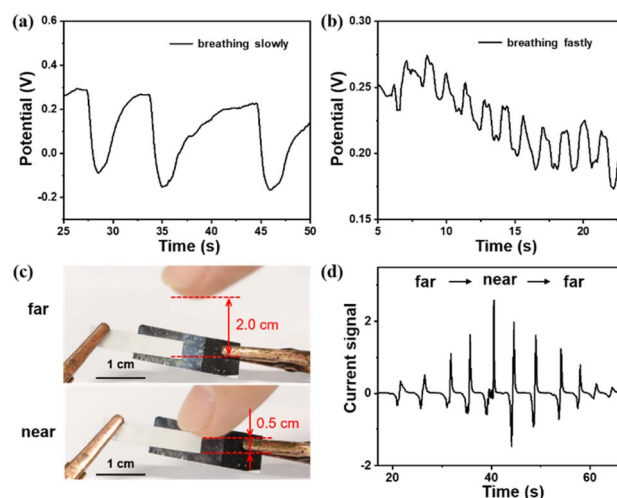 (a)
0.6
0.4
0.2
0.0
-0.2
Potential (V)
breathing slowly
25 30 35 40 45 50
Time (s)
(b)
0.30
0.25
0.20
0.15
Potential (V)
breathing fastly
5 10 15 20
Time (s)
(c)
far
2.0 cm
1 cm
near
0.5 cm
1 cm
(d)
far → near → far
2
0
-2
Current signal
20 40 60
Time (s)